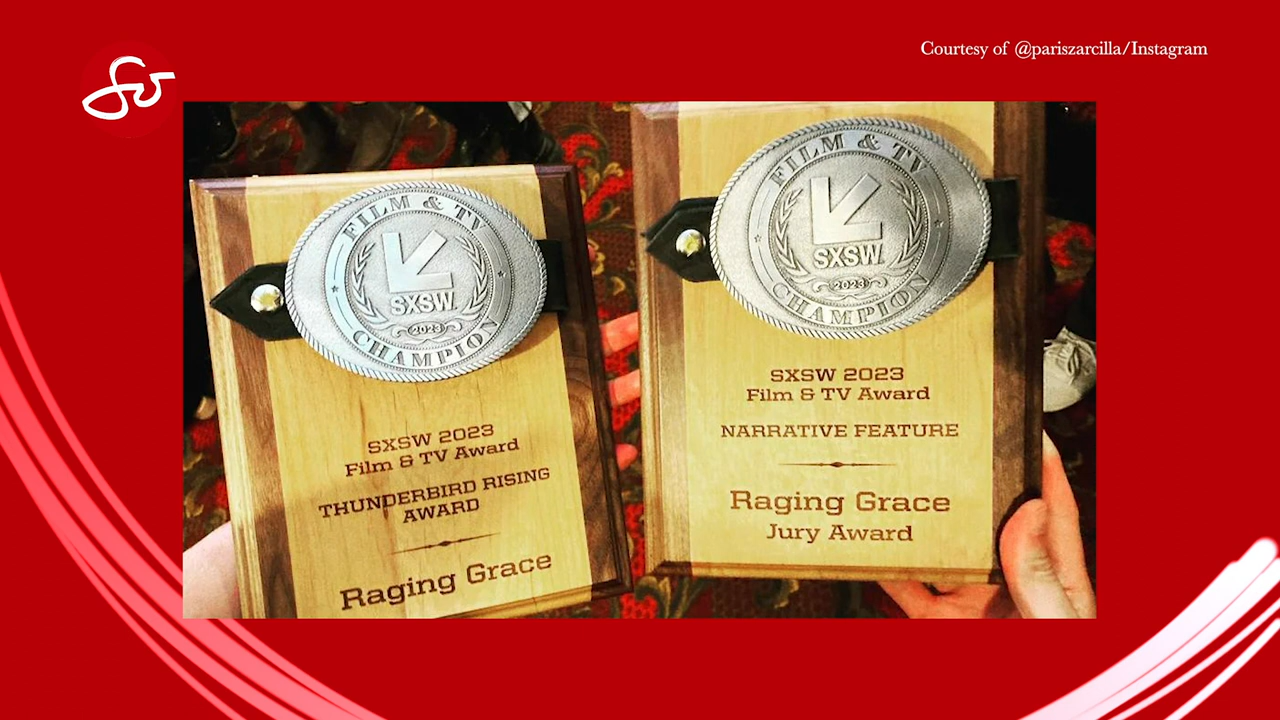 Courtesy of @pariszarcilla/Instagram
FILM & TV
SXSW
2023
CHAMPION
SXSW 2023
Film & TV Award
THUNDERBIRD RISING
AWARD
Raging Grace
FILM & TV
SXSW
2023
CHAMPION
SXSW 2023
Film & TV Award
NARRATIVE FEATURE
Raging Grace
Jury Award